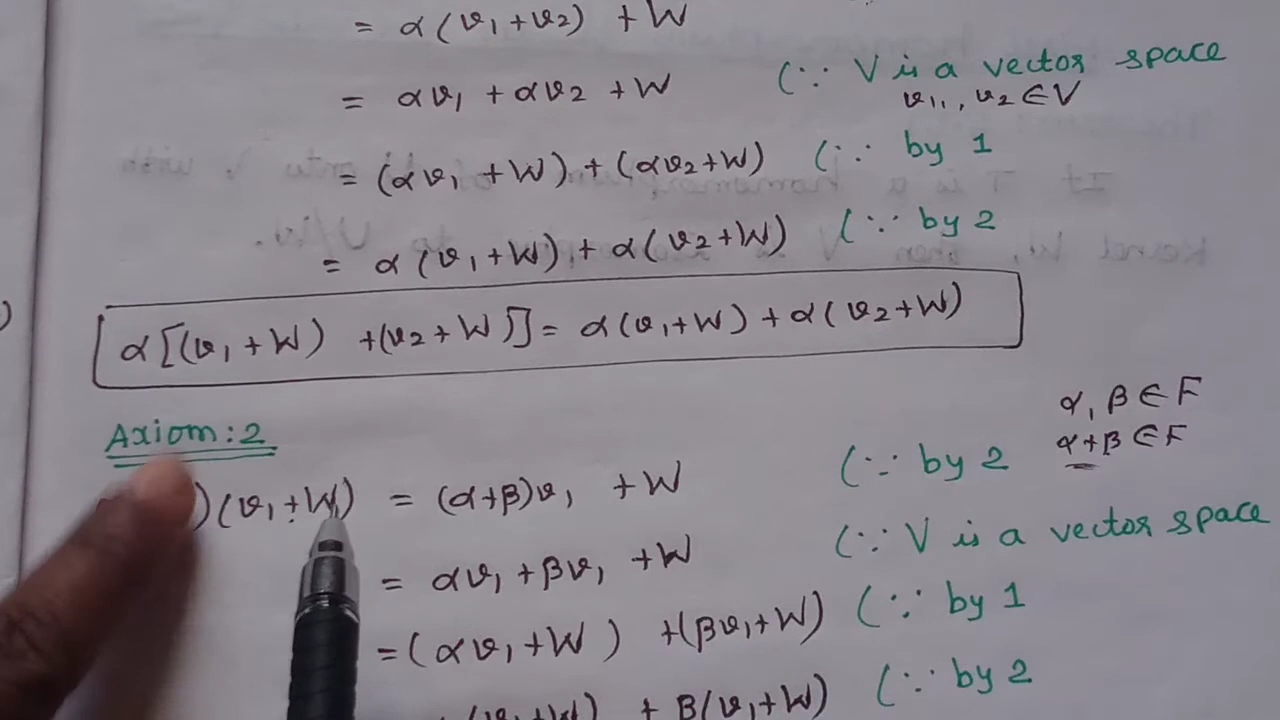 = α(v₁+v₂) + W
= αv₁ + αv₂ + W (∵ V is a vector space
v₁,, v₂ ∈ V
= (αv₁ + W) + (αv₂+W) (∵ by 1
= α(v₁+W) + α(v₂+W) (∵ by 2
α[(v₁+W) +(v₂+W)] = α(v₁+W) + α(v₂+W)
α, β ∈ F
Axiom:2
α+β ∈ F
)(v₁+W) = (α+β)v₁ + W (∵ by 2
= αv₁ + βv₁ + W (∵ V is a vector space
= (αv₁+W) +(βv₁+W) (∵ by 1
(v₁+W) + β(v₁+W) (∵ by 2